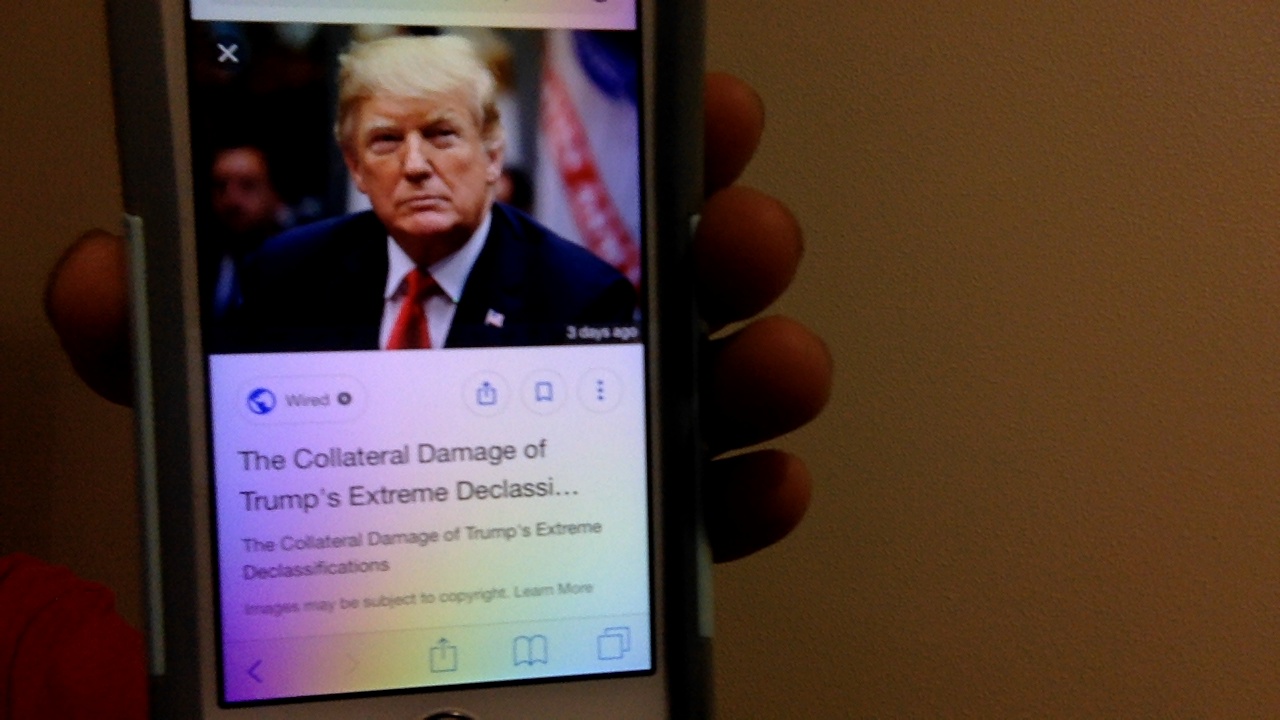 3 days ago
Wired
The Collateral Damage of
Trump's Extreme Declassi...
The Collateral Damage of Trump's Extreme
Declassifications
Images may be subject to copyright. Learn More